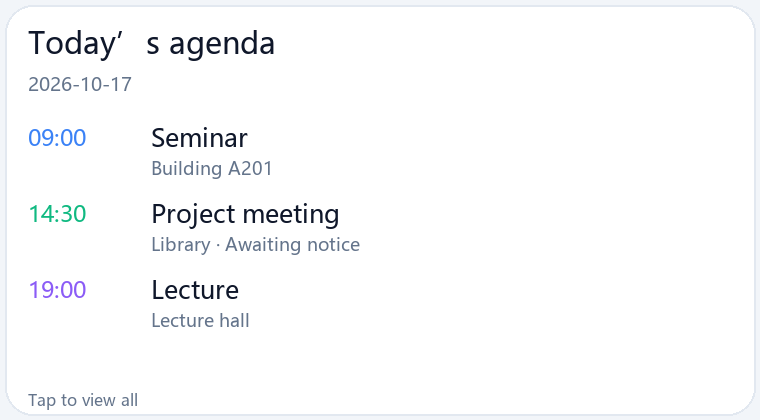 Today’s agenda
2026-10-17
09:00 Seminar
Building A201
14:30 Project meeting
Library · Awaiting notice
19:00 Lecture
Lecture hall
Tap to view all